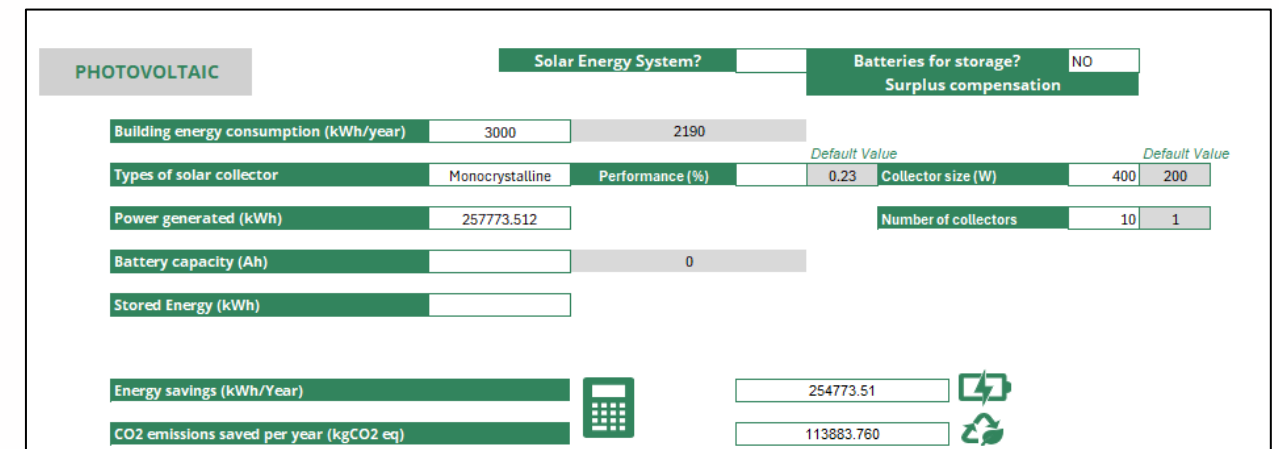 PHOTOVOLTAIC
Solar Energy System?
Batteries for storage? NO
Surplus compensation
Building energy consumption (kWh/year) 3000 2190
Default Value Default Value
Types of solar collector Monocrystalline Performance (%) 0.23 Collector size (W) 400 200
Power generated (kWh) 257773.512 Number of collectors 10 1
Battery capacity (Ah) 0
Stored Energy (kWh)
Energy savings (kWh/Year) 254773.51
CO2 emissions saved per year (kgCO2 eq) 113883.760